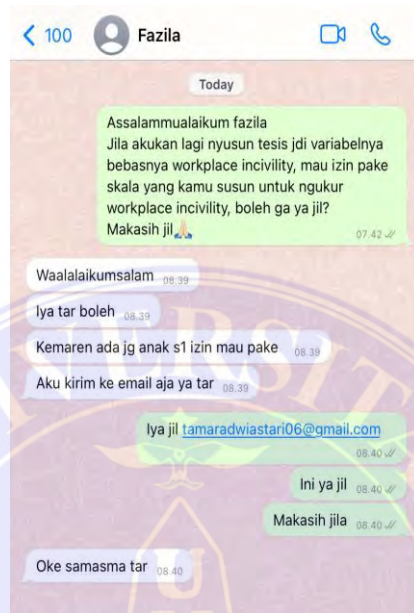 100
Fazila
Today
Assalammualaikum fazila
Jila akukan lagi nyusun tesis jdi variabelnya
bebasnya workplace incivility, mau izin pake
skala yang kamu susun untuk ngukur
workplace incivility, boleh ga ya jil?
Makasih jil🙏🏻
07.42
Waalalaikumsalam 08.39
Iya tar boleh 08.39
Kemaren ada jg anak s1 izin mau pake 08.39
Aku kirim ke email aja ya tar 08.39
Iya jil tamaradwiastari06@gmail.com
08.40
Ini ya jil 08.40
Makasih jila 08.40
Oke samasma tar 08.40